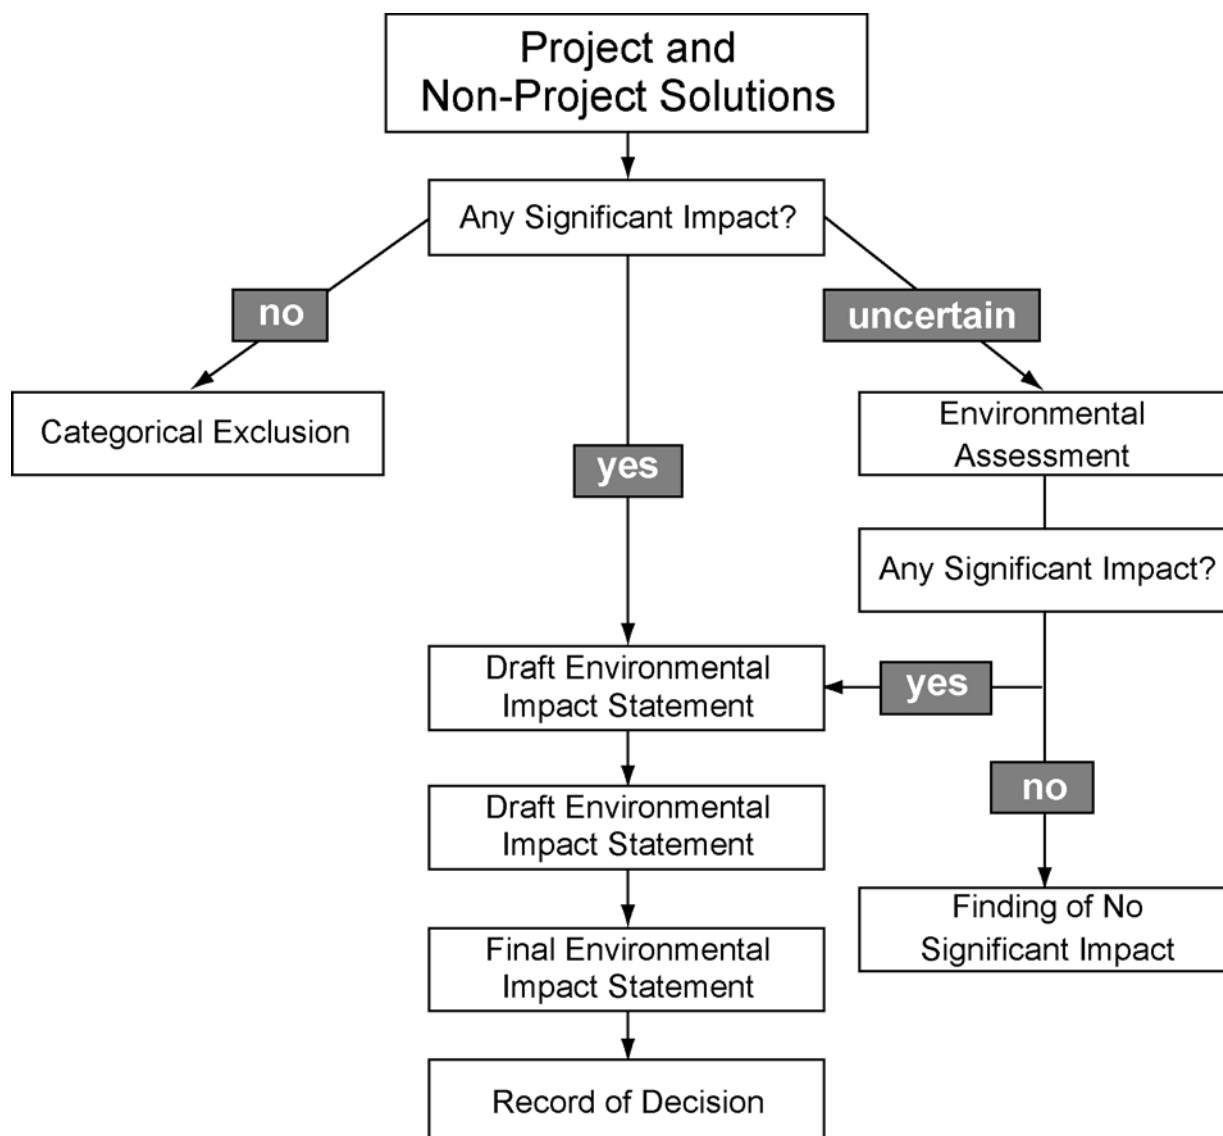 Project and
Non-Project Solutions
Any Significant Impact?
no
uncertain
Categorical Exclusion
Environmental
Assessment
yes
Any Significant Impact?
Draft Environmental
Impact Statement
yes
no
Draft Environmental
Impact Statement
Finding of No
Significant Impact
Final Environmental
Impact Statement
Record of Decision